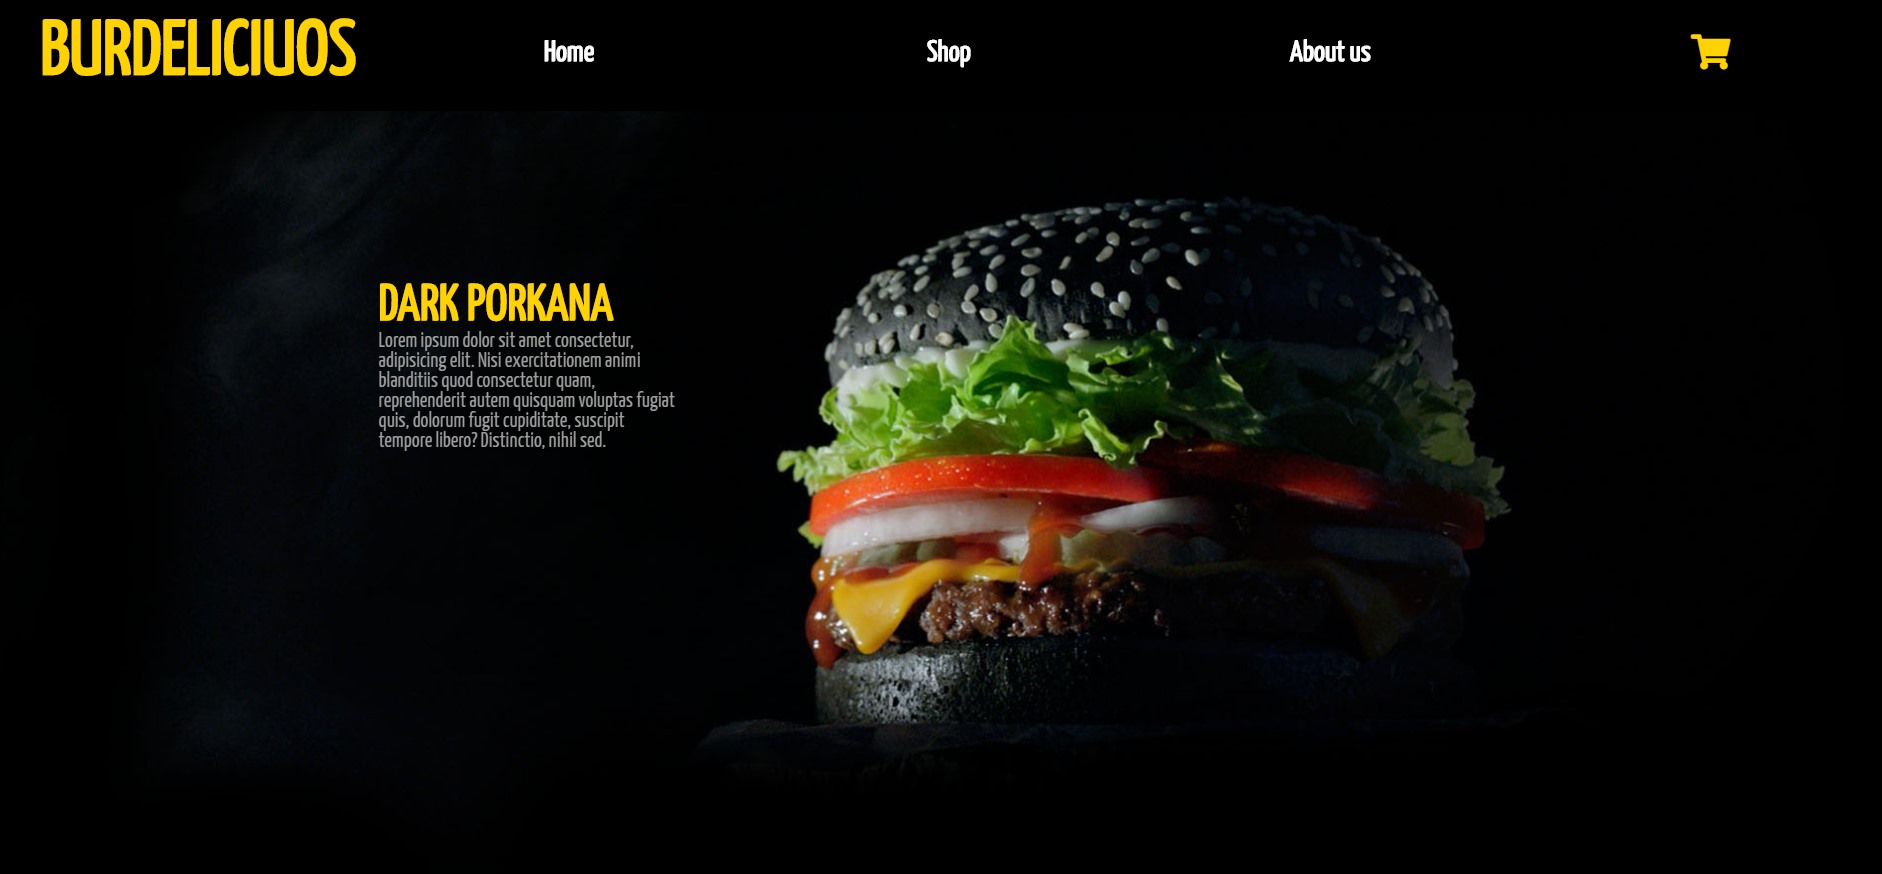 BURDELICIUOS
Home
Shop
About us
DARK PORKANA
Lorem ipsum dolor sit amet consectetur,
adipisicing elit. Nisi exercitationem animi
blanditiis quod consectetur quam,
reprehenderit autem quisquam voluptas fugiat
quis, dolorum fugit cupiditate, suscipit
tempore libero? Distinctio, nihil sed.